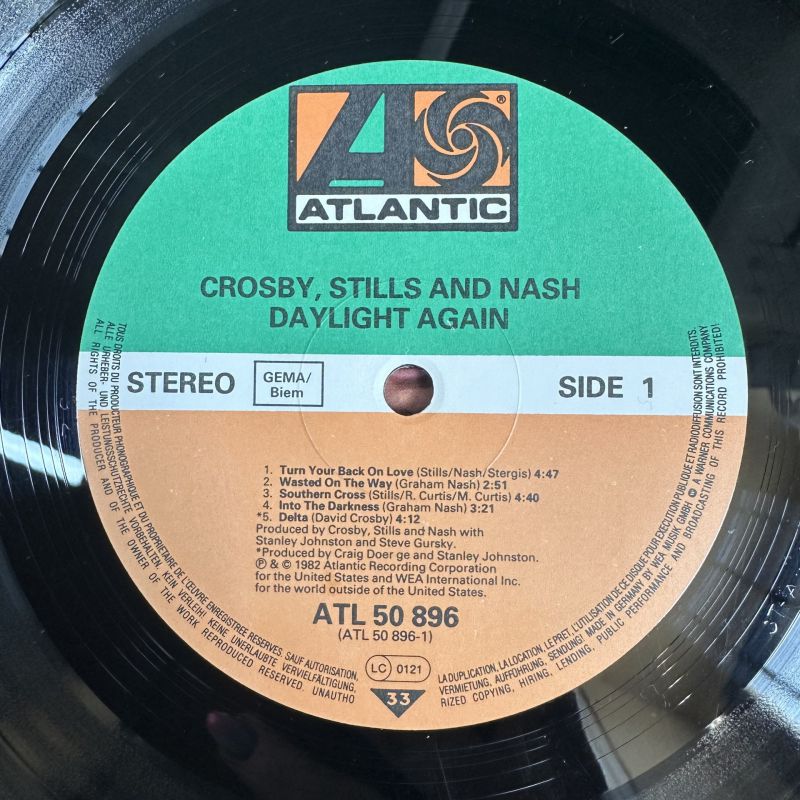 ®
ATLANTIC
CROSBY, STILLS AND NASH
DAYLIGHT AGAIN
STEREO
GEMA/
Biem
SIDE 1
1. Turn Your Back On Love (Stills/Nash/Stergis) 4:47
2. Wasted On The Way (Graham Nash) 2:51
3. Southern Cross (Stills/R. Curtis/M. Curtis) 4:40
4. Into The Darkness (Graham Nash) 3:21
*5. Delta (David Crosby) 4:12
Produced by Crosby, Stills and Nash with
Stanley Johnston and Steve Gursky.
*Produced by Craig Doer ge and Stanley Johnston.
℗ & © 1982 Atlantic Recording Corporation
for the United States and WEA International Inc.
for the world outside of the United States.
ATL 50 896
(ATL 50 896-1)
LC 0121
33
TOUS DROITS DU PRODUCTEUR PHONOGRAPHIQUE ET DU PROPRIETAIRE DE L'ŒUVRE ENREGISTREE RESERVES. SAUF AUTORISATION, LA DUPLICATION, LA LOCATION, LE PRET, L'UTILISATION DE CE DISQUE POUR EXECUTION PUBLIQUE ET RADIODIFFUSION SONT INTERDITS.
ALLE URHEBER- UND LEISTUNGSSCHUTZRECHTE VORBEHALTEN. KEIN VERLEIH! KEINE UNERLAUBTE VERVIELFÄLTIGUNG, VERMIETUNG, AUFFÜHRUNG, SENDUNG! MADE IN GERMANY BY WEA MUSIK GMBH A WARNER COMMUNICATIONS COMPANY
ALL RIGHTS OF THE PRODUCER AND OF THE OWNER OF THE WORK REPRODUCED RESERVED. UNAUTHORIZED COPYING, HIRING, LENDING, PUBLIC PERFORMANCE AND BROADCASTING OF THIS RECORD PROHIBITED!